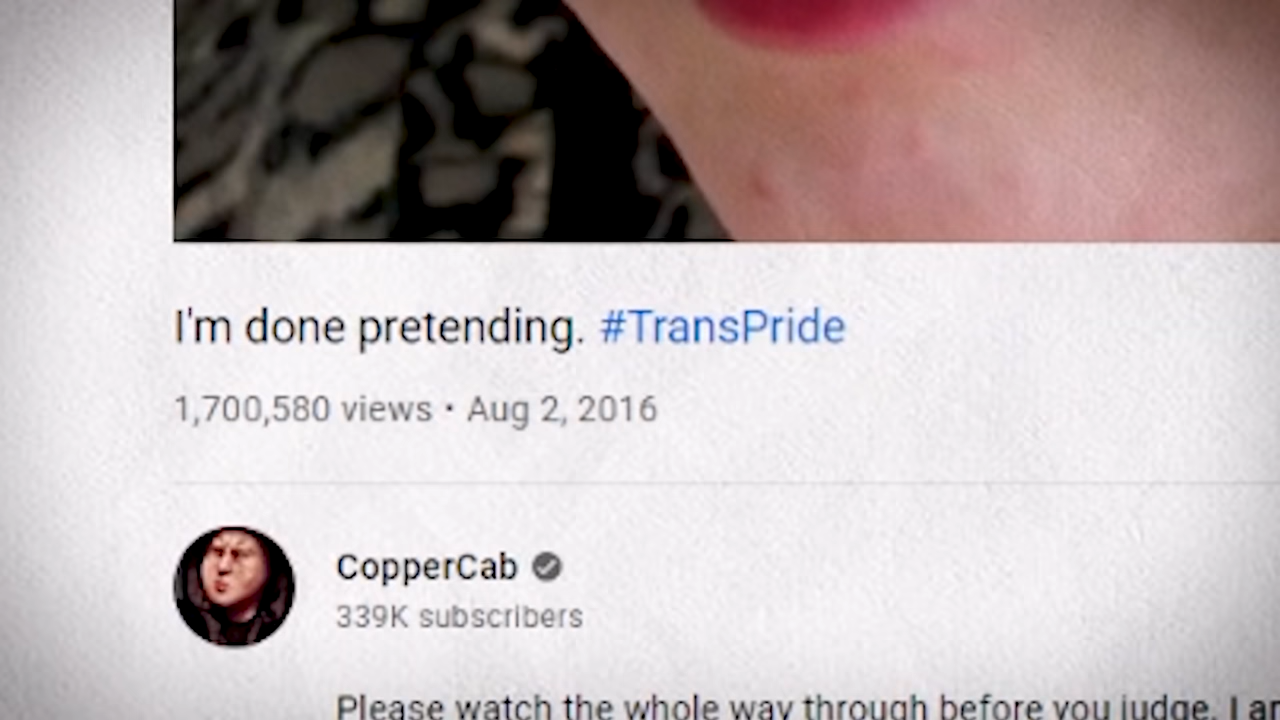 I'm done pretending. #TransPride
1,700,580 views • Aug 2, 2016
CopperCab
339K subscribers
Please watch the whole way through before you judge. I am